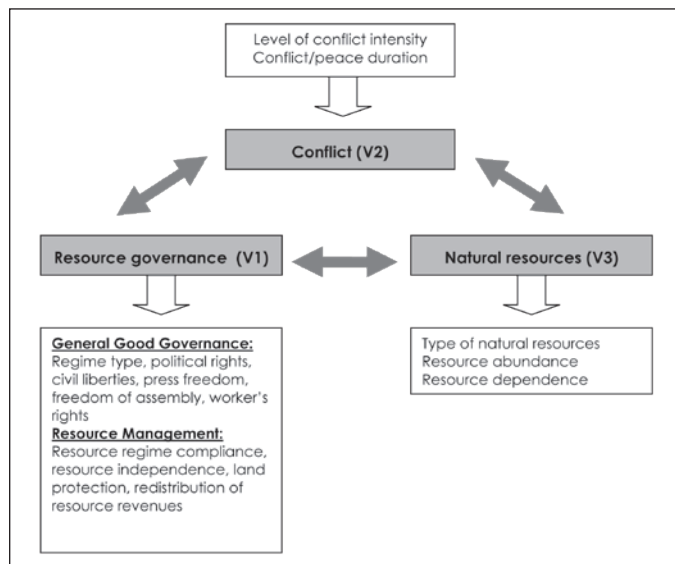 Level of conflict intensity
Conflict/peace duration
Conflict (V2)
Resource governance (V1)
Natural resources (V3)
General Good Governance:
Regime type, political rights,
civil liberties, press freedom,
freedom of assembly, worker's
rights
Resource Management:
Resource regime compliance,
resource independence, land
protection, redistribution of
resource revenues
Type of natural resources
Resource abundance
Resource dependence